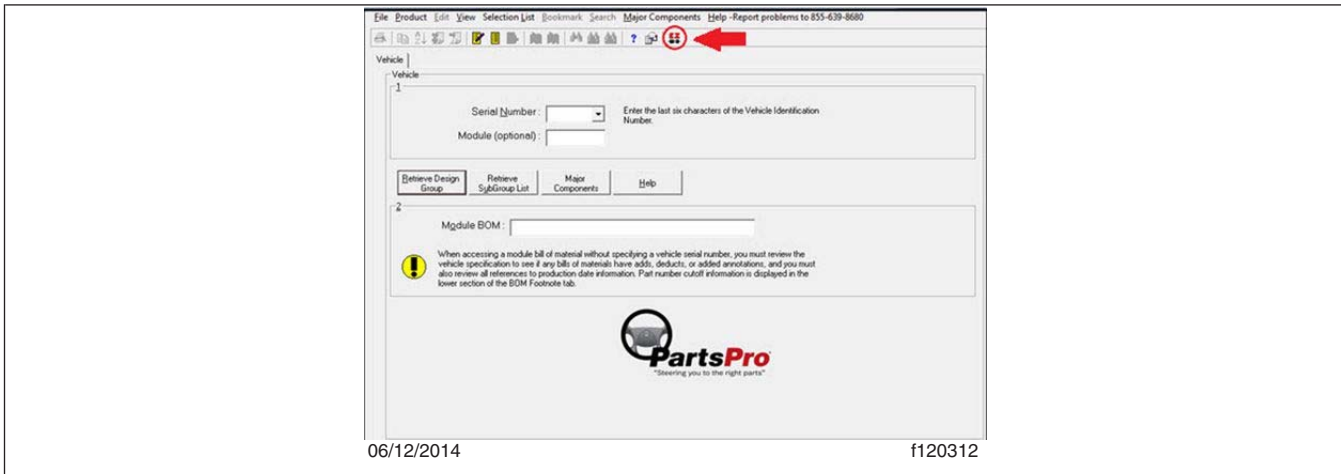 File Product Edit View Selection List Bookmark Search Major Components Help -Report problems to 855-639-8680
Vehicle
Vehicle
1
Serial Number :
Enter the last six characters of the Vehicle Identification
Number.
Module (optional) :
Retrieve Design
Group
Retrieve
SubGroup List
Major
Components
Help
2
Module BOM :
When accessing a module bill of material without specifying a vehicle serial number, you must review the
vehicle specification to see if any bills of materials have adds, deducts, or added annotations, and you must
also review all references to production date information. Part number cutoff information is displayed in the
lower section of the BOM Footnote tab.
PartsPro
"Steering you to the right parts"
06/12/2014
f120312